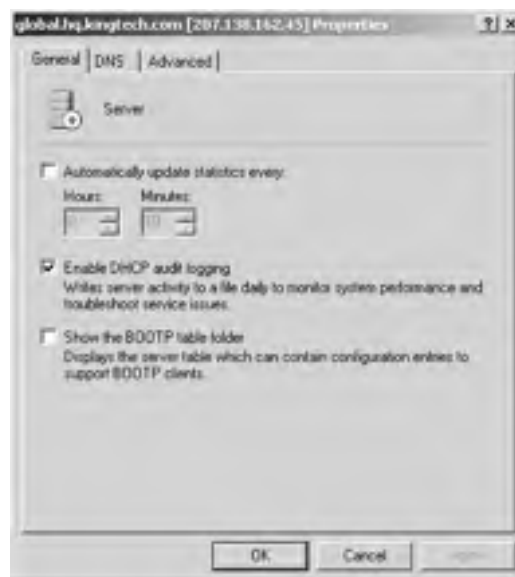 global.hq.kingtech.com [207.138.162.45] Properties
General DNS Advanced
Server
Automatically update statistics every:
Hours: Minutes:
0 10
Enable DHCP audit logging
Writes server activity to a file daily to monitor system performance and
troubleshoot service issues.
Show the BOOTP table folder
Displays the server table which can contain configuration entries to
support BOOTP clients.
OK Cancel